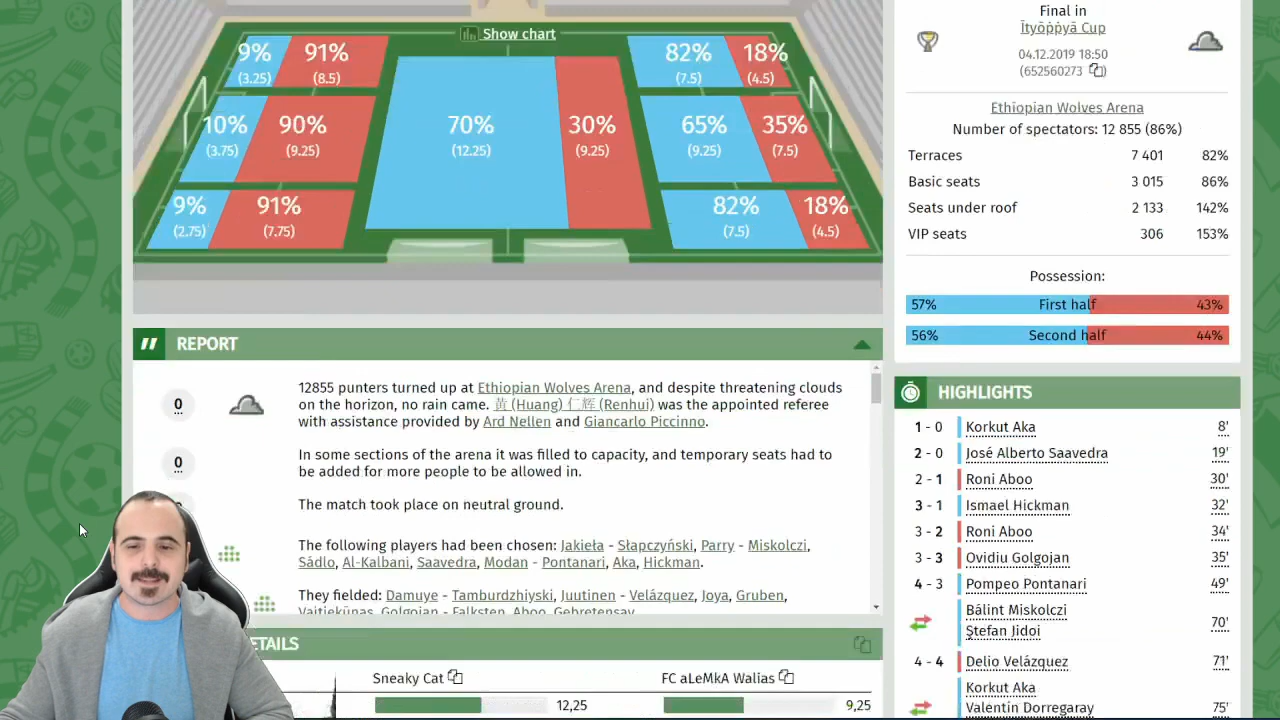 Show chart
9% 91% 82% 18%
(3.25) (8.5) (7.5) (4.5)
10% 90% 70% 30% 65% 35%
(3.75) (9.25) (12.25) (9.25) (9.25) (7.5)
9% 91% 82% 18%
(2.75) (7.75) (7.5) (4.5)
REPORT
0
12855 punters turned up at Ethiopian Wolves Arena, and despite threatening clouds
on the horizon, no rain came. 黄 (Huang) 仁辉 (Renhui) was the appointed referee
with assistance provided by Ard Nellen and Giancarlo Piccinno.
0
In some sections of the arena it was filled to capacity, and temporary seats had to
be added for more people to be allowed in.
The match took place on neutral ground.
The following players had been chosen: Jakieła - Słapczyński, Parry - Miskolczi,
Sádlo, Al-Kalbani, Saavedra, Modan - Pontanari, Aka, Hickman.
They fielded: Damuye - Tamburdzhiyski, Juutinen - Velázquez, Joya, Gruben,
Vaitiekūnas, Golgojan - Falksten, Aboo, Gebretensay.
ETAILS
Sneaky Cat FC aLeMkA Walias
12,25 9,25
Final in
Ītyōṗṗyā Cup
04.12.2019 18:50
(652560273)
Ethiopian Wolves Arena
Number of spectators: 12 855 (86%)
Terraces 7 401 82%
Basic seats 3 015 86%
Seats under roof 2 133 142%
VIP seats 306 153%
Possession:
57% First half 43%
56% Second half 44%
HIGHLIGHTS
1 - 0 Korkut Aka 8'
2 - 0 José Alberto Saavedra 19'
2 - 1 Roni Aboo 30'
3 - 1 Ismael Hickman 32'
3 - 2 Roni Aboo 34'
3 - 3 Ovidiu Golgojan 35'
4 - 3 Pompeo Pontanari 49'
Bálint Miskolczi
Ștefan Jidoi 70'
4 - 4 Delio Velázquez 71'
Korkut Aka
Valentín Dorregaray 75'